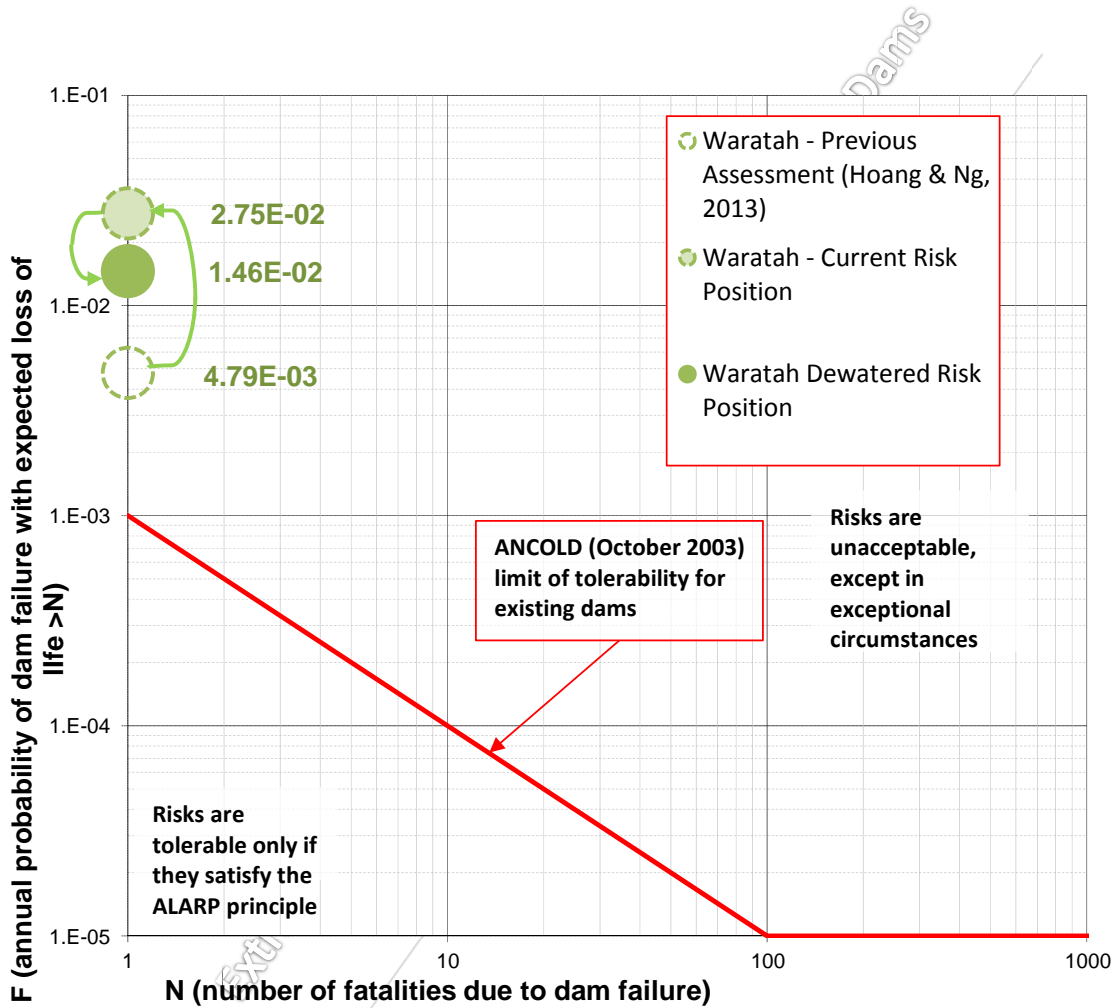 Dams
1.E-01
1.E-02
1.E-03
1.E-04
1.E-05
F (annual probability of dam failure with expected loss of
life >N)
Waratah - Previous
Assessment (Hoang & Ng,
2013)
Waratah - Current Risk
Position
Waratah Dewatered Risk
Position
2.75E-02
1.46E-02
4.79E-03
ANCOLD (October 2003)
limit of tolerability for
existing dams
Risks are
unacceptable,
except in
exceptional
circumstances
Risks are
tolerable only if
they satisfy the
ALARP principle
1
10
100
1000
N (number of fatalities due to dam failure)